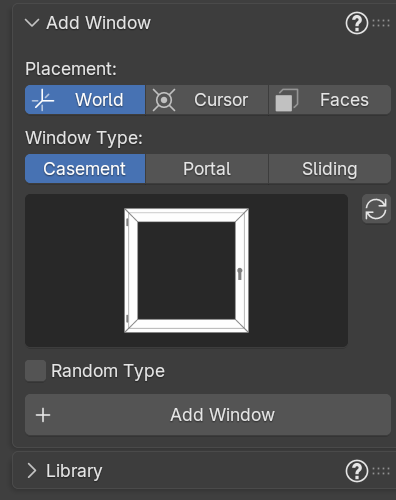 Add Window
Placement:
World Cursor Faces
Window Type:
Casement Portal Sliding
Random Type
+ Add Window
Library